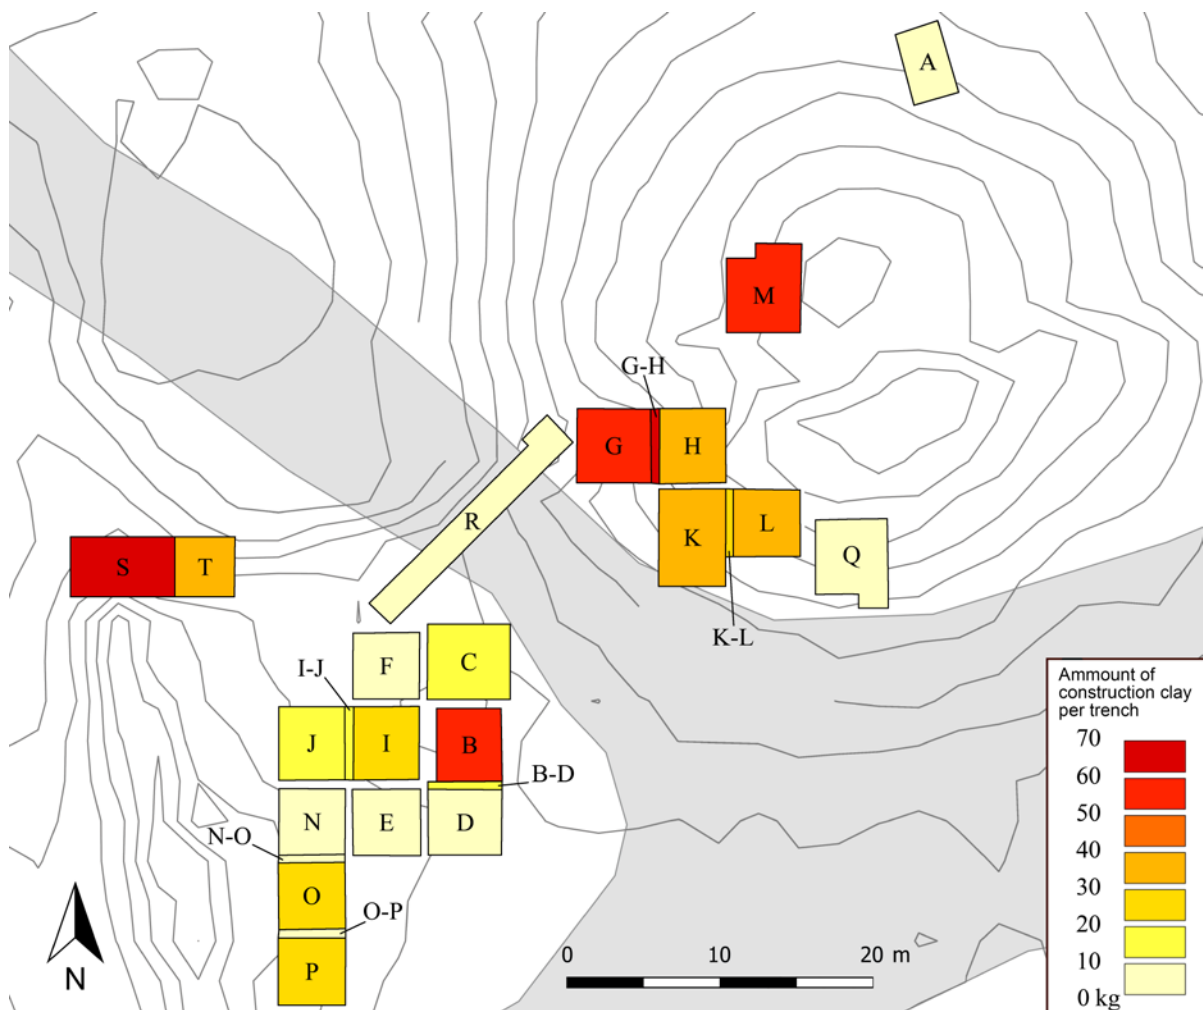 A
M
G-H
G
H
R
K
L
Q
S
T
K-L
F
C
I-J
J
I
B
B-D
N
E
D
N-O
O
O-P
P
N
0
10
20 m
Ammount of
construction clay
per trench
70
60
50
40
30
20
10
0 kg